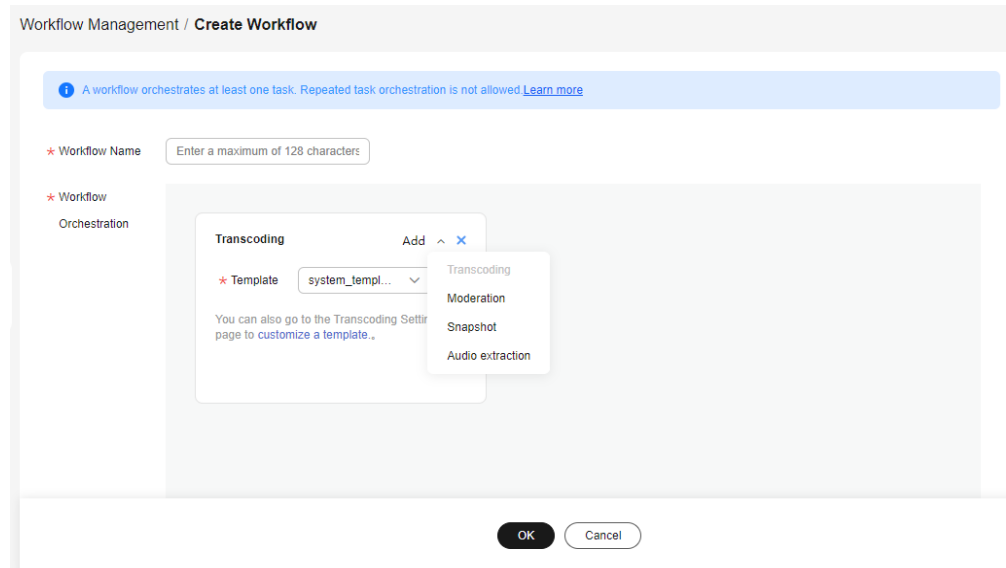 Workflow Management / Create Workflow
A workflow orchestrates at least one task. Repeated task orchestration is not allowed.Learn more
* Workflow Name
Enter a maximum of 128 characters
* Workflow
Orchestration
Transcoding
Add
* Template
system_templ...
You can also go to the Transcoding
page to customize a template.。
Transcoding
Moderation
Snapshot
Audio extraction
OK
Cancel